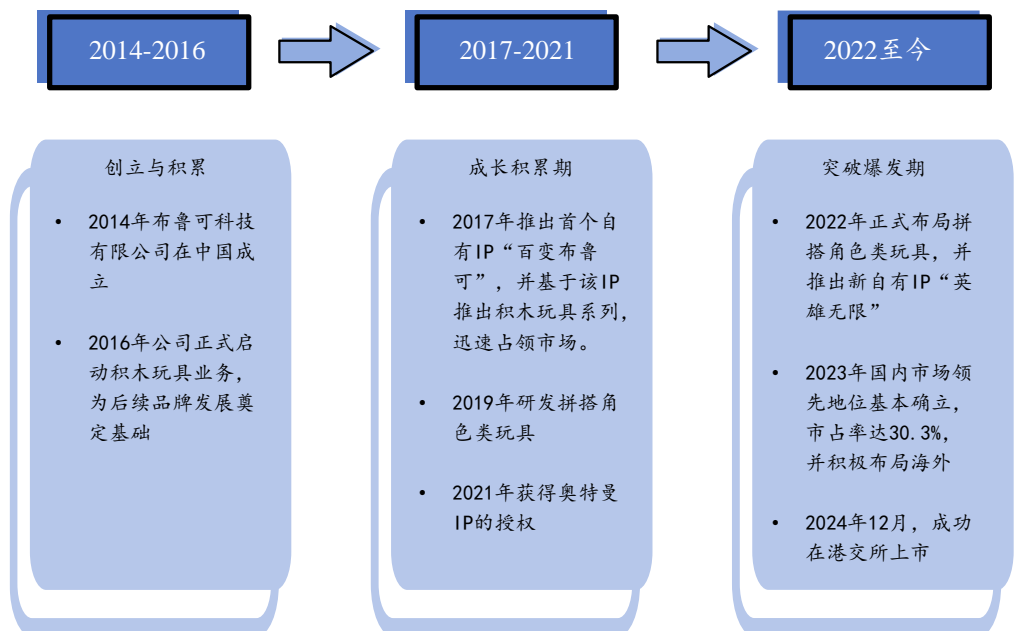 2014-2016
2017-2021
2022至今
创立与积累
• 2014年布鲁可科技
有限公司在中国成
立
• 2016年公司正式启
动积木玩具业务，
为后续品牌发展奠
定基础
成长积累期
• 2017年推出首个自
有IP“百变布鲁
可”，并基于该IP
推出积木玩具系列，
迅速占领市场。
• 2019年研发拼搭角
色类玩具
• 2021年获得奥特曼
IP的授权
突破爆发期
• 2022年正式布局拼
搭角色类玩具，并
推出新自有IP“英
雄无限”
• 2023年国内市场领
先地位基本确立，
市占率达30.3%，
并积极布局海外
• 2024年12月，成功
在港交所上市